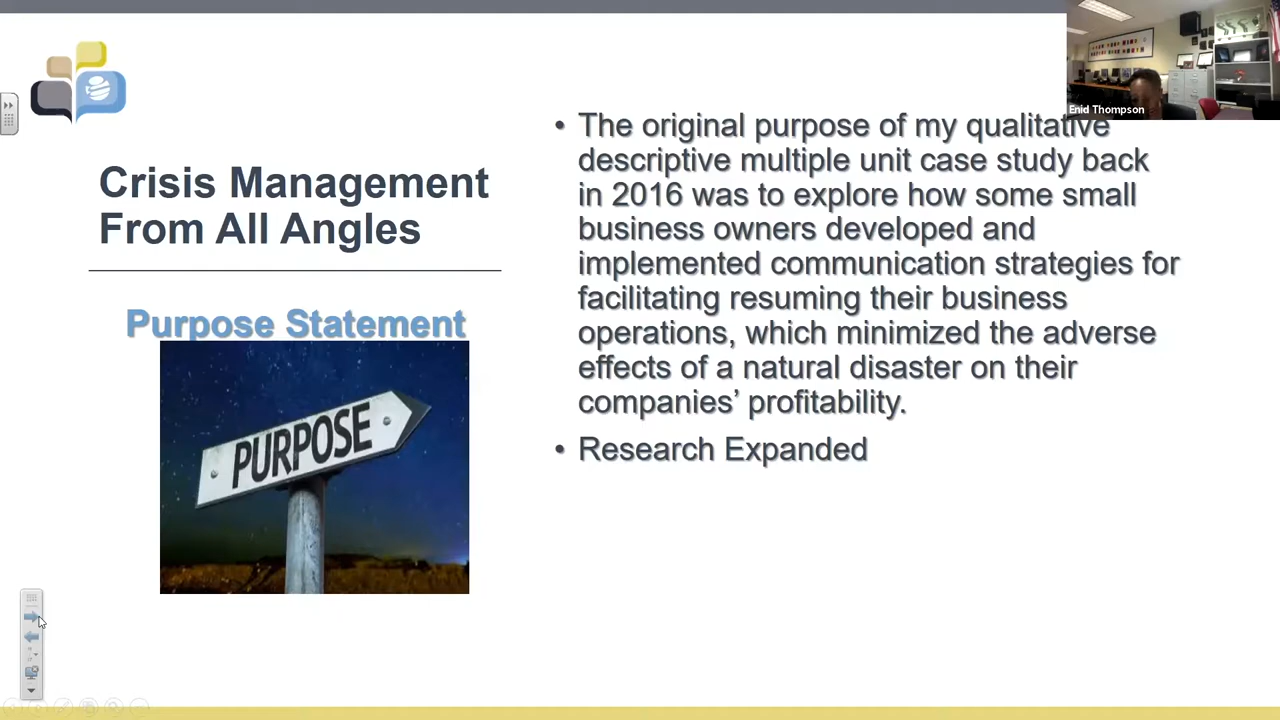 Enid Thompson
Crisis Management
From All Angles
Purpose Statement
PURPOSE
• The original purpose of my qualitative
descriptive multiple unit case study back
in 2016 was to explore how some small
business owners developed and
implemented communication strategies for
facilitating resuming their business
operations, which minimized the adverse
effects of a natural disaster on their
companies’ profitability.
• Research Expanded